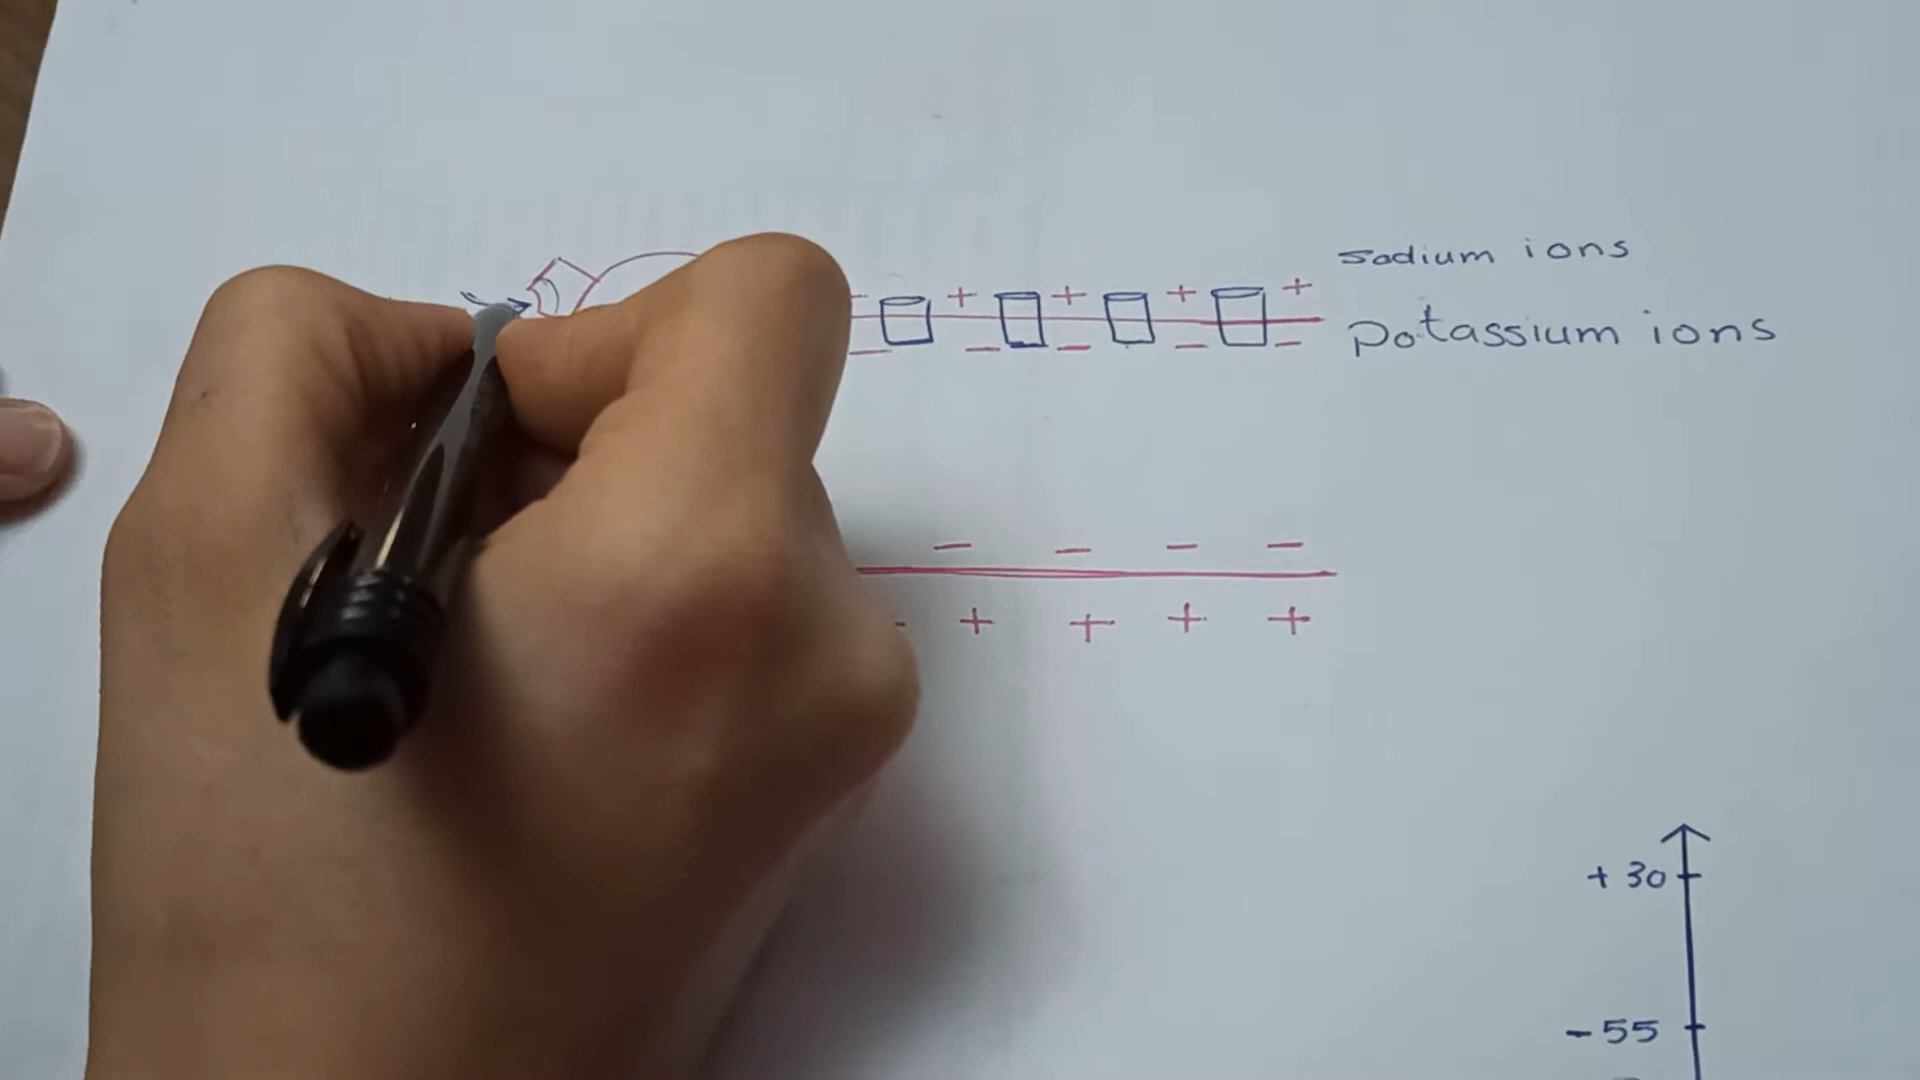 Sodium ions
+ + + +
Potassium ions
– – – – –
– – – –
+ + + +
+ 30
– 55